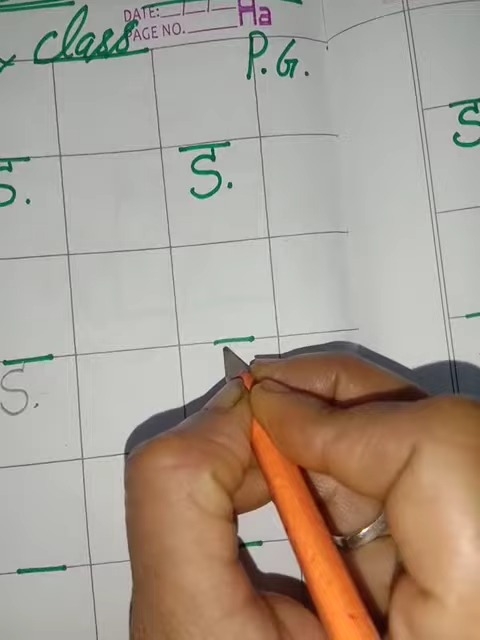 DATE: / / Ha
class PAGE NO.
P.G.
ङ ङ ङ
ङ